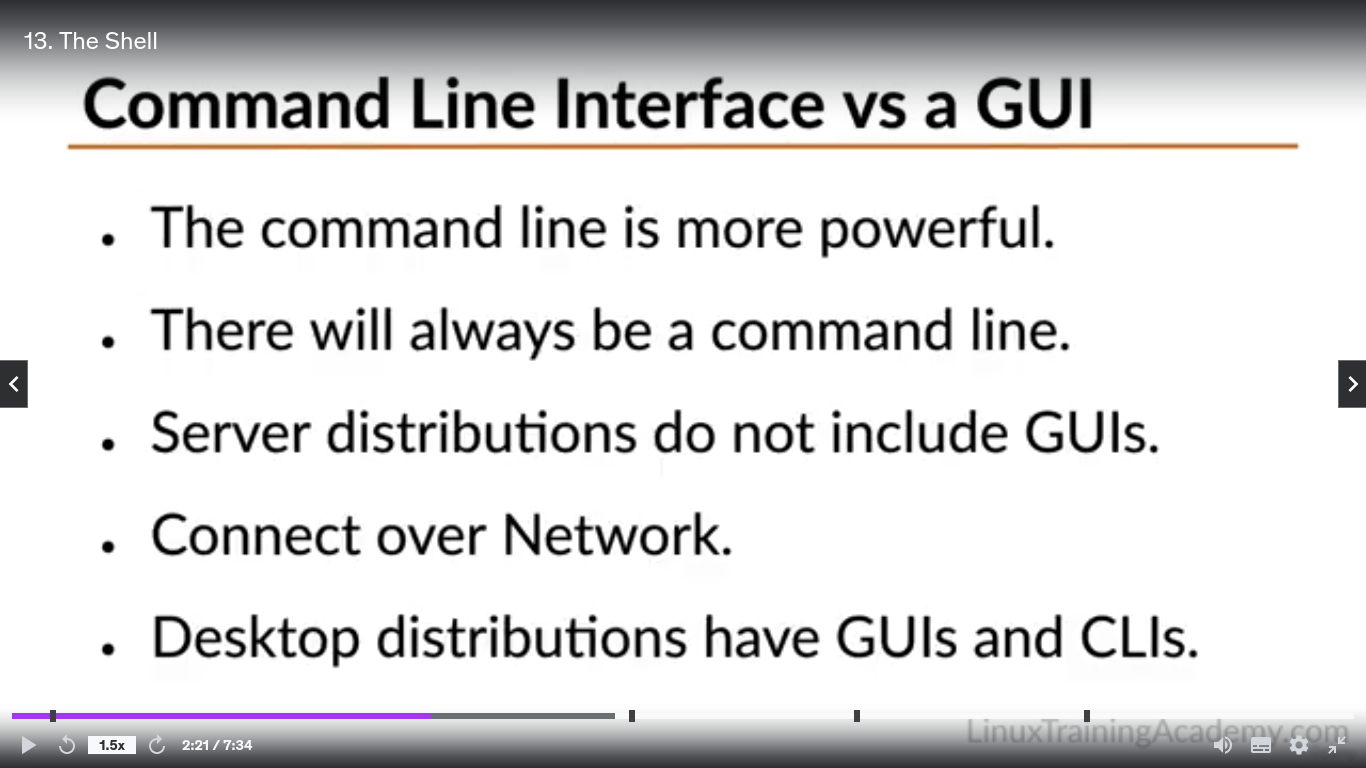 13. The Shell
Command Line Interface vs a GUI
• The command line is more powerful.
• There will always be a command line.
• Server distributions do not include GUIs.
• Connect over Network.
• Desktop distributions have GUIs and CLIs.
LinuxTrainingAcademy.com
1.5x
2:21 / 7:34